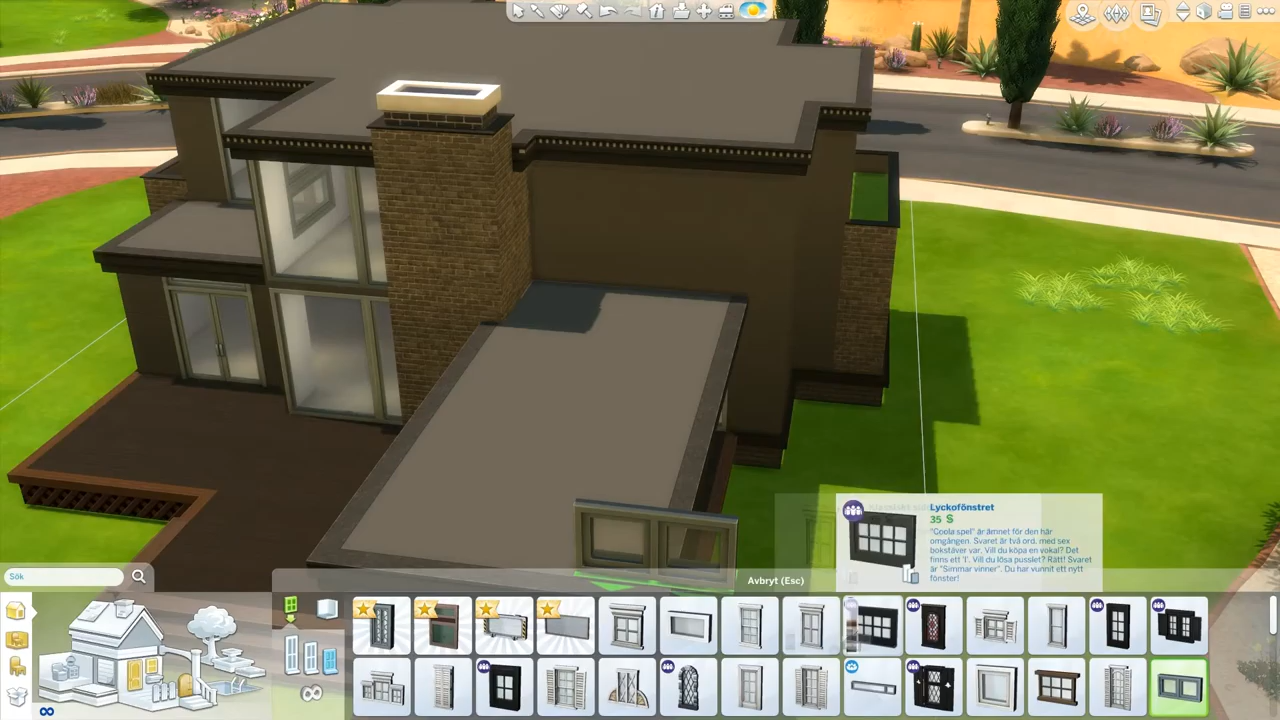 Lyckofönstret
35 $
"Coola spel" är ämnet för den här
omgången. Svaret är två ord, med sex
bokstäver var. Vill du köpa en vokal? Det
finns ett 'I'. Vill du lösa pusslet? Rätt! Svaret
är "Simmar vinner". Du har vunnit ett nytt
fönster!
Avbryt (Esc)
Sök